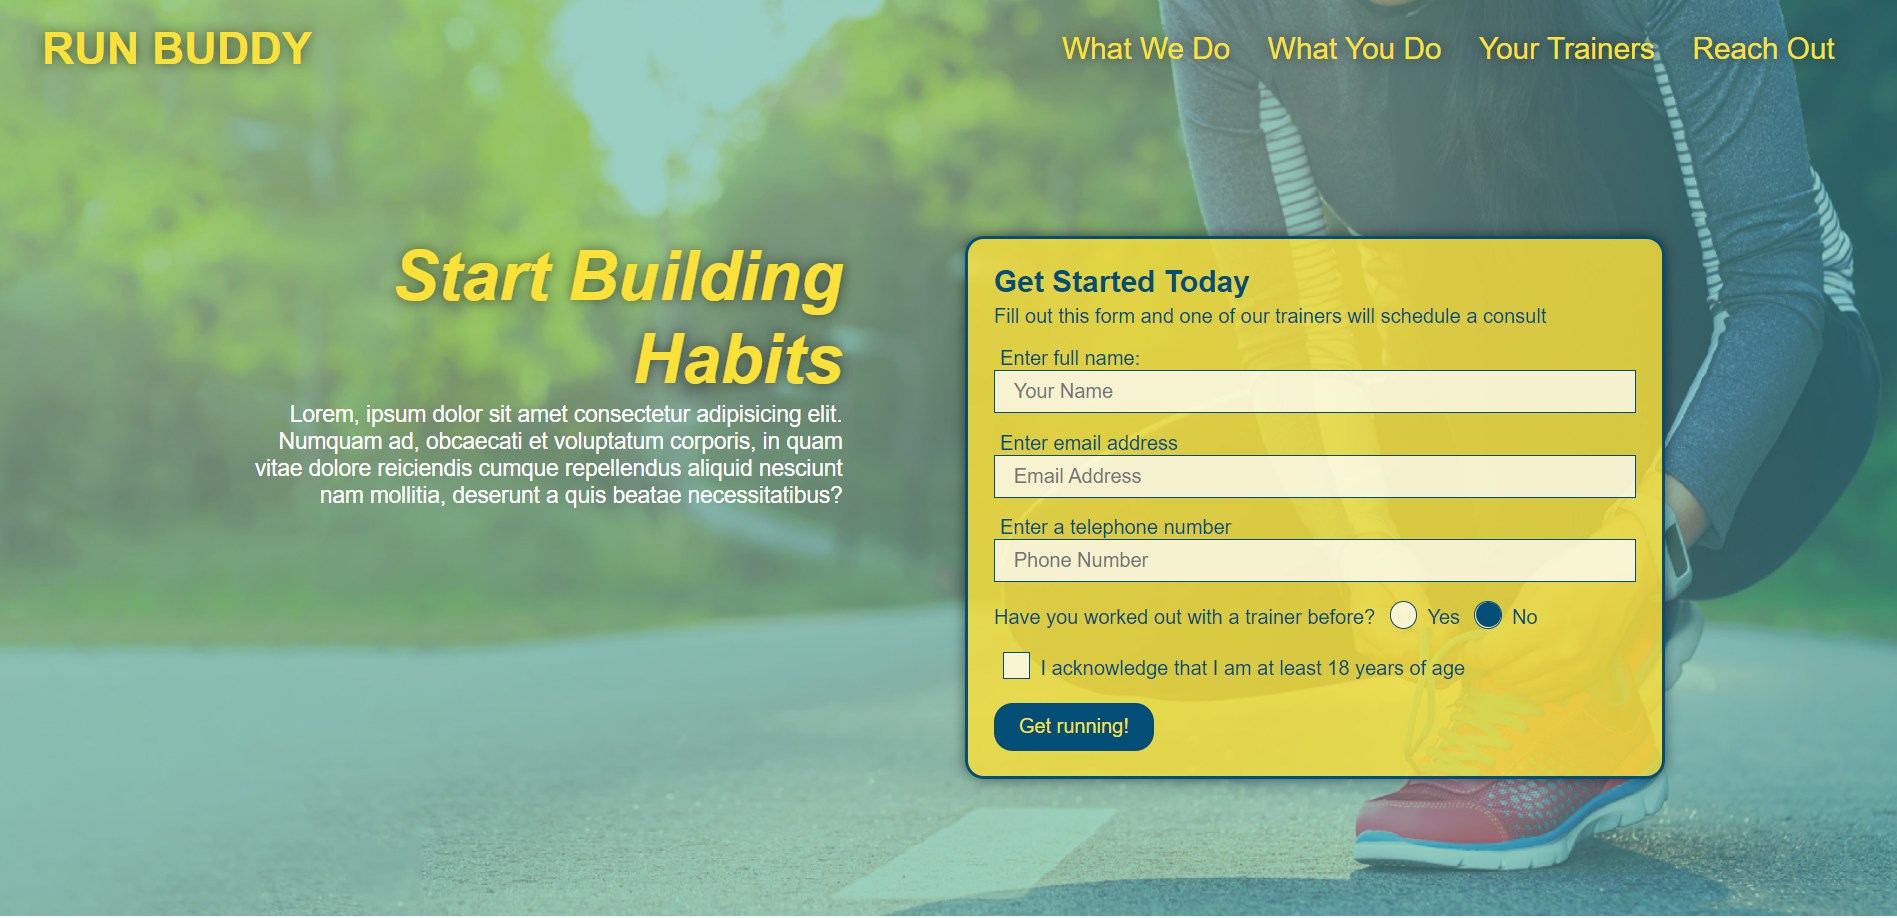 RUN BUDDY
What We Do What You Do Your Trainers Reach Out
Start Building
Habits
Lorem, ipsum dolor sit amet consectetur adipisicing elit.
Numquam ad, obcaecati et voluptatum corporis, in quam
vitae dolore reiciendis cumque repellendus aliquid nesciunt
nam mollitia, deserunt a quis beatae necessitatibus?
Get Started Today
Fill out this form and one of our trainers will schedule a consult
Enter full name:
Your Name
Enter email address
Email Address
Enter a telephone number
Phone Number
Have you worked out with a trainer before? Yes No
I acknowledge that I am at least 18 years of age
Get running!